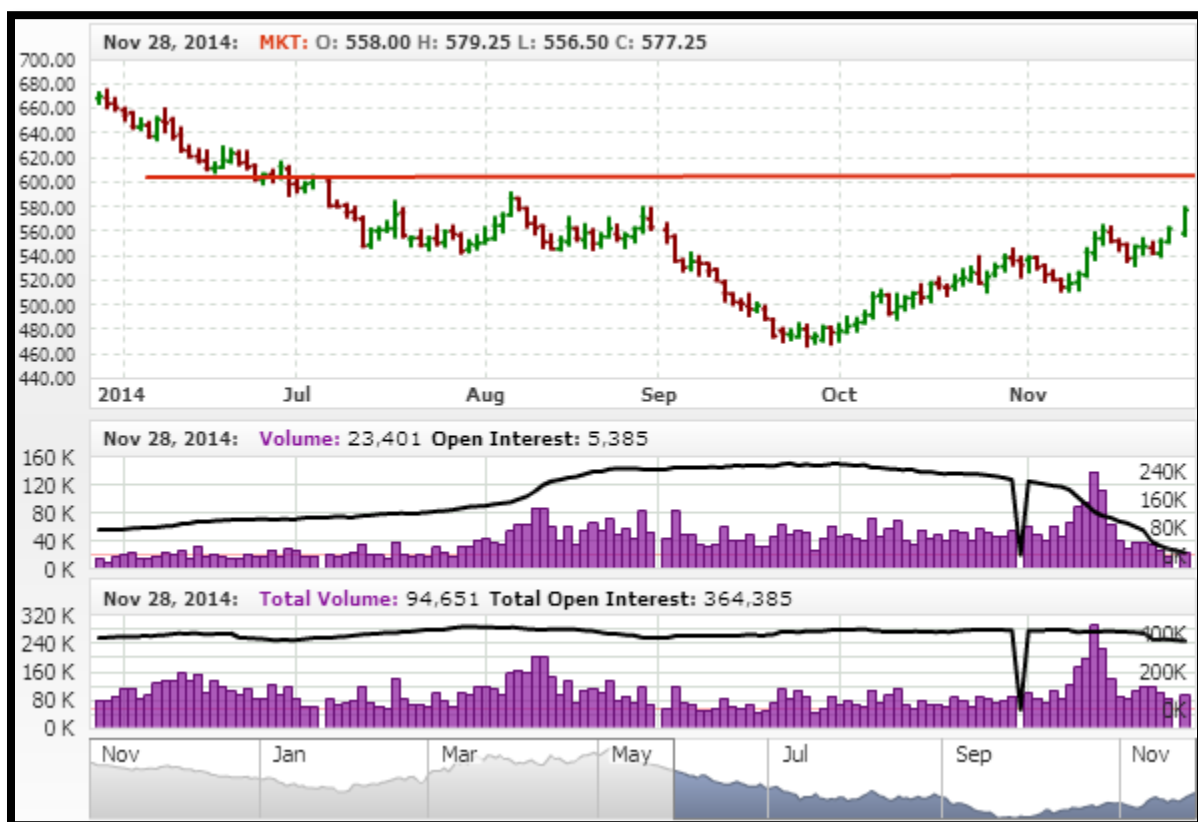 Nov 28, 2014: MKT: O: 558.00 H: 579.25 L: 556.50 C: 577.25
700.00
680.00
660.00
640.00
620.00
600.00
580.00
560.00
540.00
520.00
500.00
480.00
460.00
440.00
2014 Jul Aug Sep Oct Nov
Nov 28, 2014: Volume: 23,401 Open Interest: 5,385
160 K
240K
120 K
160K
80 K
80K
40 K
0K
0 K
Nov 28, 2014: Total Volume: 94,651 Total Open Interest: 364,385
320 K
400K
240 K
160 K
200K
80 K
0K
0 K
Nov Jan Mar May Jul Sep Nov